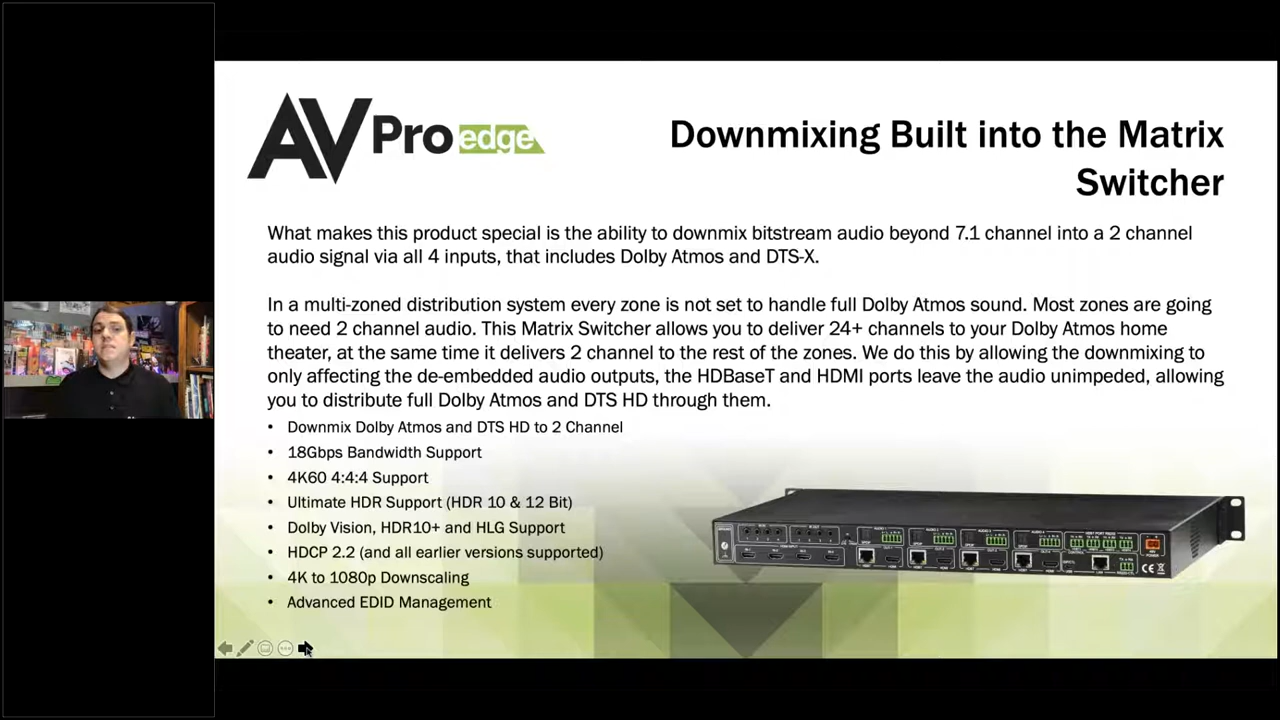 AVPro edge
Downmixing Built into the Matrix
Switcher
What makes this product special is the ability to downmix bitstream audio beyond 7.1 channel into a 2 channel
audio signal via all 4 inputs, that includes Dolby Atmos and DTS-X.
In a multi-zoned distribution system every zone is not set to handle full Dolby Atmos sound. Most zones are going
to need 2 channel audio. This Matrix Switcher allows you to deliver 24+ channels to your Dolby Atmos home
theater, at the same time it delivers 2 channel to the rest of the zones. We do this by allowing the downmixing to
only affecting the de-embedded audio outputs, the HDBaseT and HDMI ports leave the audio unimpeded, allowing
you to distribute full Dolby Atmos and DTS HD through them.
• Downmix Dolby Atmos and DTS HD to 2 Channel
• 18Gbps Bandwidth Support
• 4K60 4:4:4 Support
• Ultimate HDR Support (HDR 10 & 12 Bit)
• Dolby Vision, HDR10+ and HLG Support
• HDCP 2.2 (and all earlier versions supported)
• 4K to 1080p Downscaling
• Advanced EDID Management